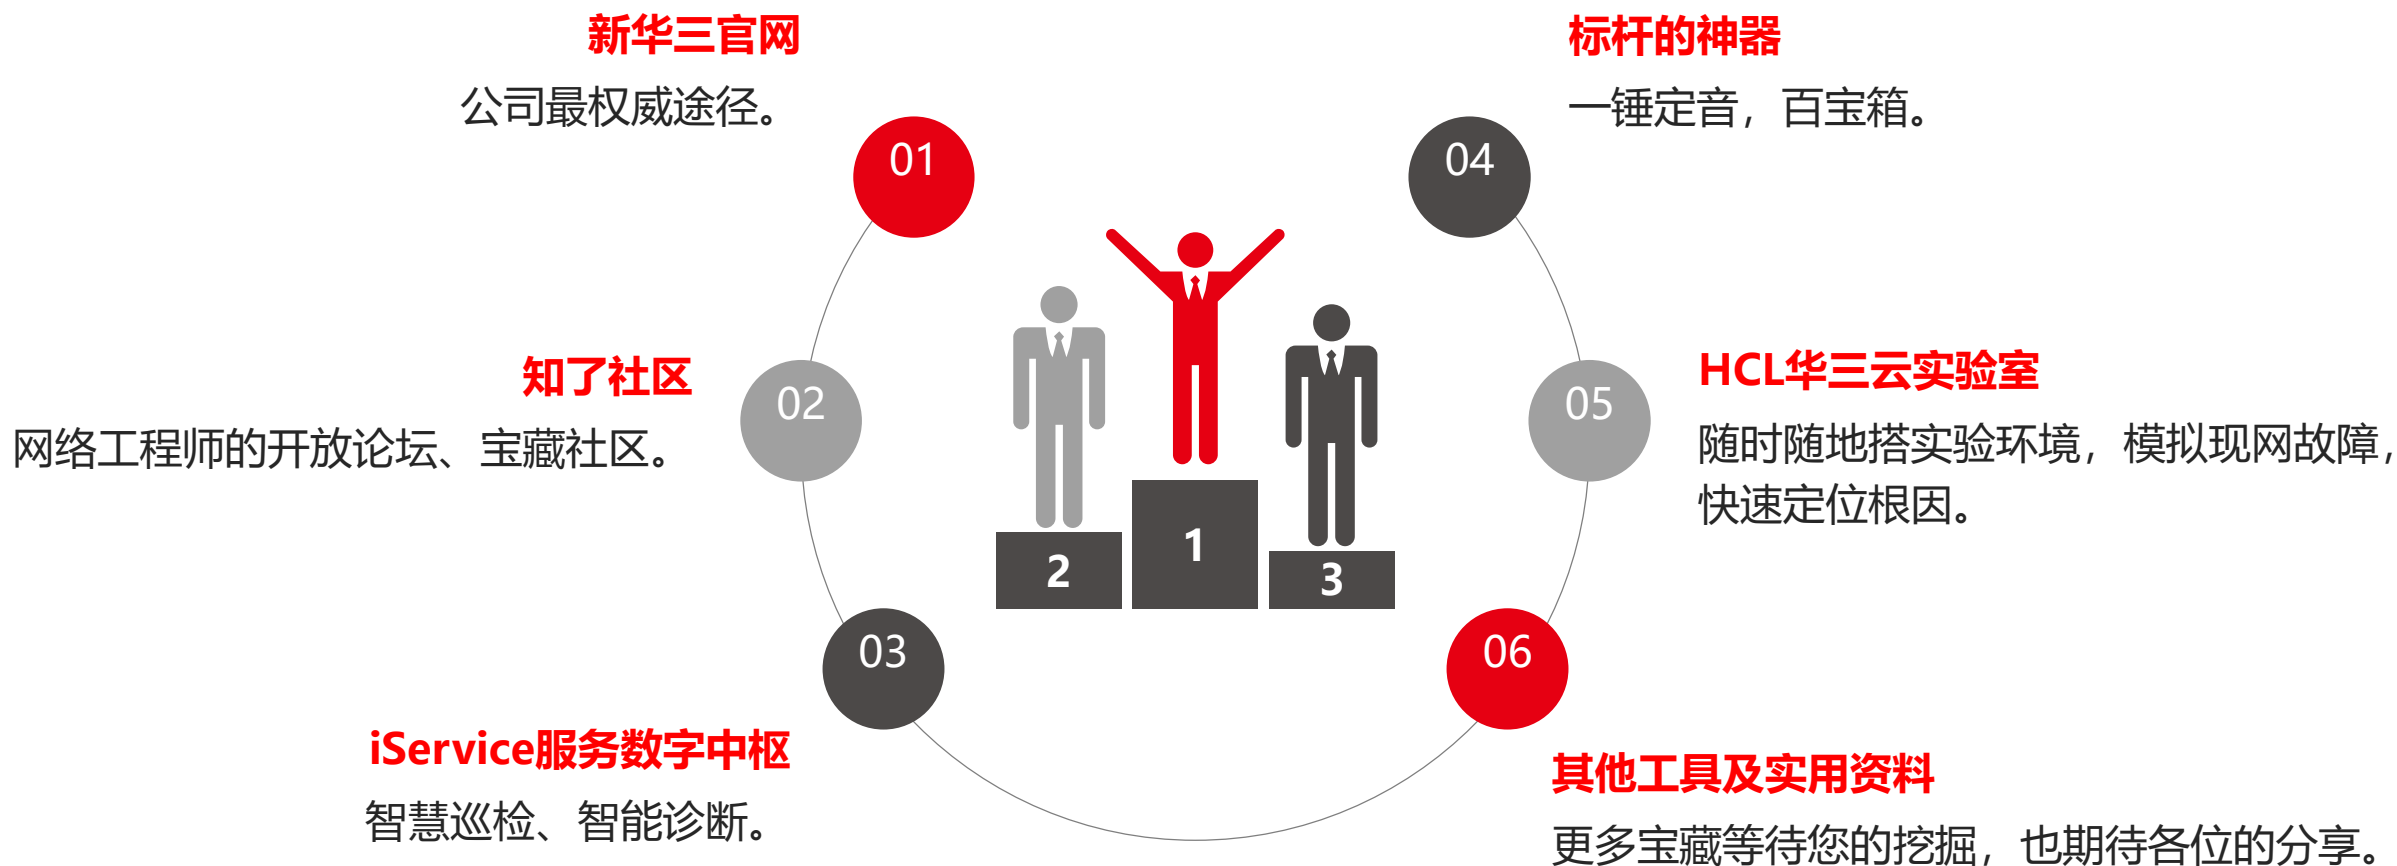 新华三官网
公司最权威途径。
01
知了社区
网络工程师的开放论坛、宝藏社区。
02
03
iService服务数字中枢
智慧巡检、智能诊断。
2
1
3
标杆的神器
一锤定音，百宝箱。
04
05
HCL华三云实验室
随时随地搭实验环境，模拟现网故障，
快速定位根因。
06
其他工具及实用资料
更多宝藏等待您的挖掘，也期待各位的分享。